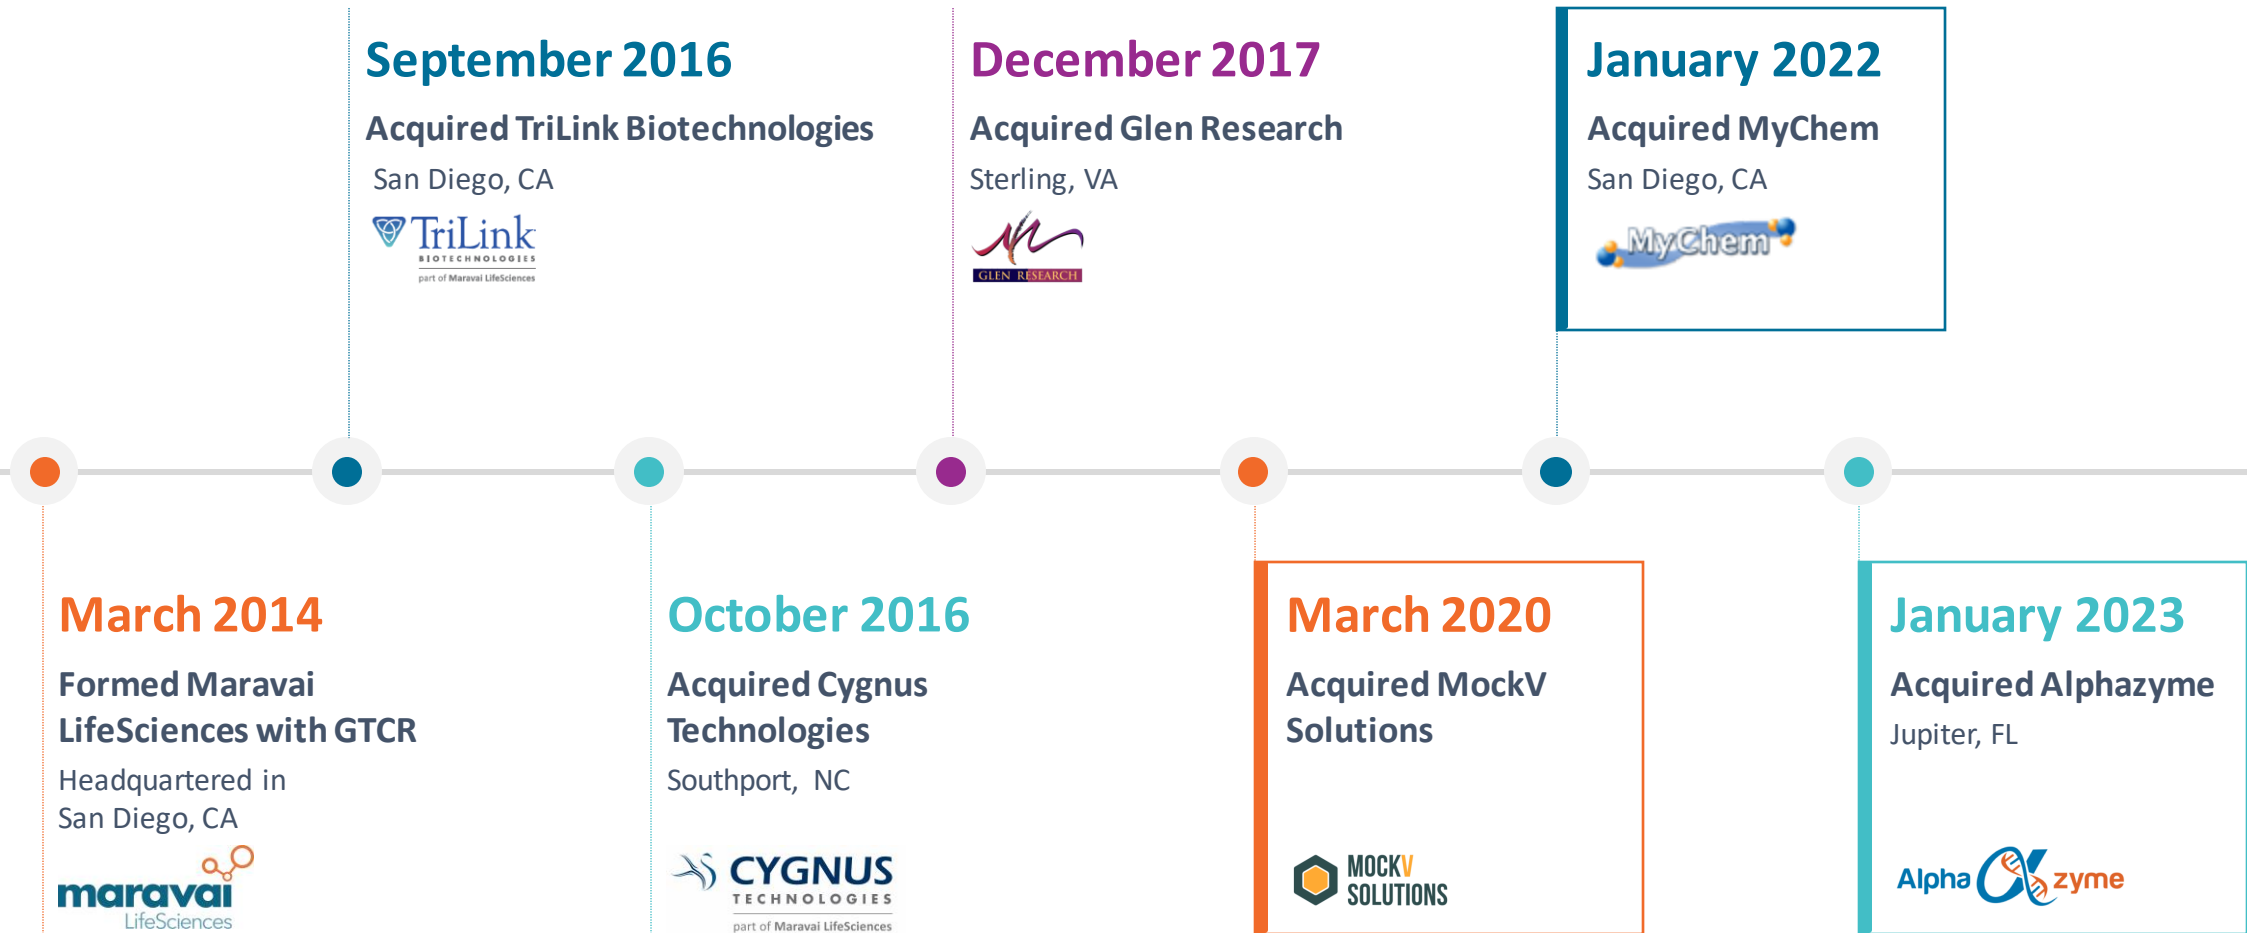 September 2016
Acquired TriLink Biotechnologies
San Diego, CA
TriLink
BIOTECHNOLOGIES
part of Maravai LifeSciences
December 2017
Acquired Glen Research
Sterling, VA
GLEN RESEARCH
January 2022
Acquired MyChem
San Diego, CA
MyChem
March 2014
Formed Maravai
LifeSciences with GTCR
Headquartered in
San Diego, CA
maravai
LifeSciences
October 2016
Acquired Cygnus
Technologies
Southport, NC
CYGNUS
TECHNOLOGIES
part of Maravai LifeSciences
March 2020
Acquired MockV
Solutions
MOCKV
SOLUTIONS
January 2023
Acquired Alphazyme
Jupiter, FL
Alpha zyme